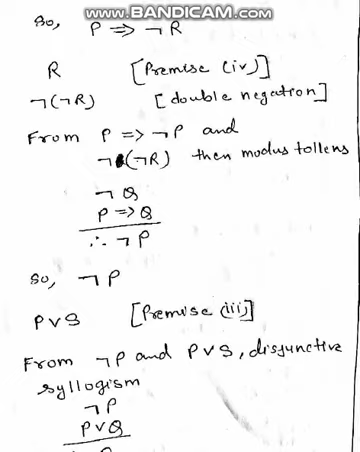 WWW.BANDICAM.COM
So, P ⟹ ¬R
R [Premise (iv)]
¬(¬R) [double negation]
From P ⟹ ¬P and
¬(¬R) then modus tollens
¬Q
P ⟹ Q
∴ ¬P
So, ¬P
P∨S [Premise (iii)]
From ¬P and P∨S, disjunctive
syllogism
¬P
P∨Q